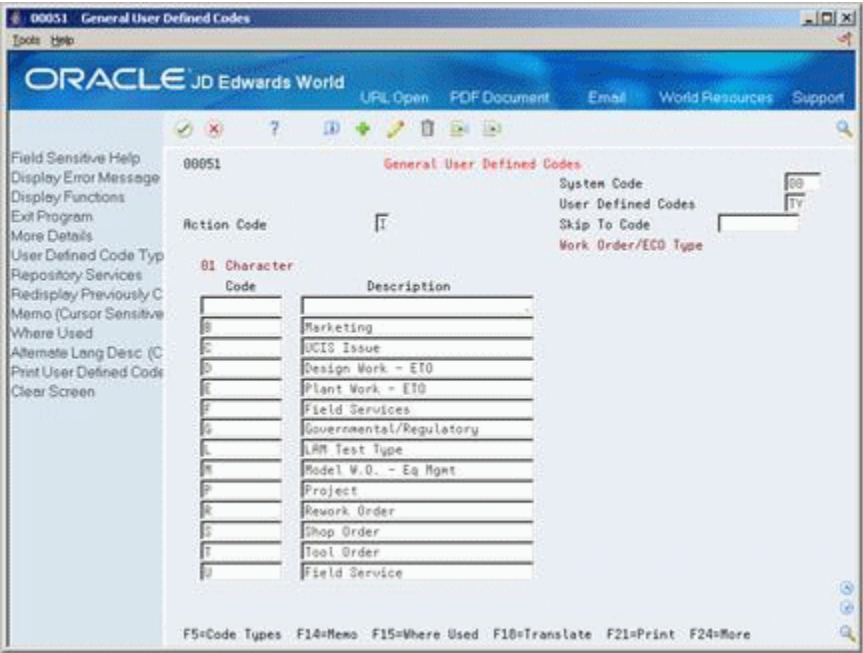 00051 General User Defined Codes
Tools Help
ORACLE JD Edwards World
URL Open PDF Document Email World Resources Support
Field Sensitive Help
Display Error Message
Display Functions
Exit Program
More Details
User Defined Code Typ
Repository Services
Redisplay Previously C
Memo (Cursor Sensitive
Where Used
Alternate Lang Desc (C
Print User Defined Code
Clear Screen
00051 General User Defined Codes
System Code 00
User Defined Codes TY
Action Code I Skip To Code
Work Order/ECO Type
01 Character
Code Description
B Marketing
C UCIS Issue
D Design Work - ETO
E Plant Work - ETO
F Field Services
G Governmental/Regulatory
L LAM Test Type
M Model W.O. - Eq Mgmt
P Project
R Rework Order
S Shop Order
T Tool Order
U Field Service
F5=Code Types F14=Memo F15=Where Used F18=Translate F21=Print F24=More